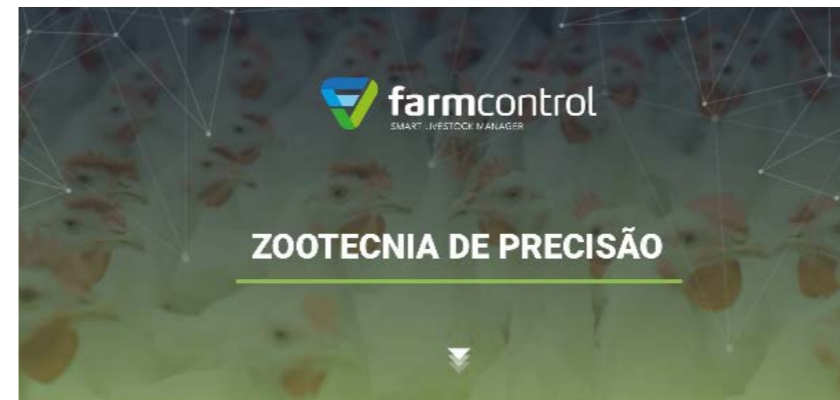 farmcontrol
SMART LIVESTOCK MANAGER
ZOOTECNIA DE PRECISÃO